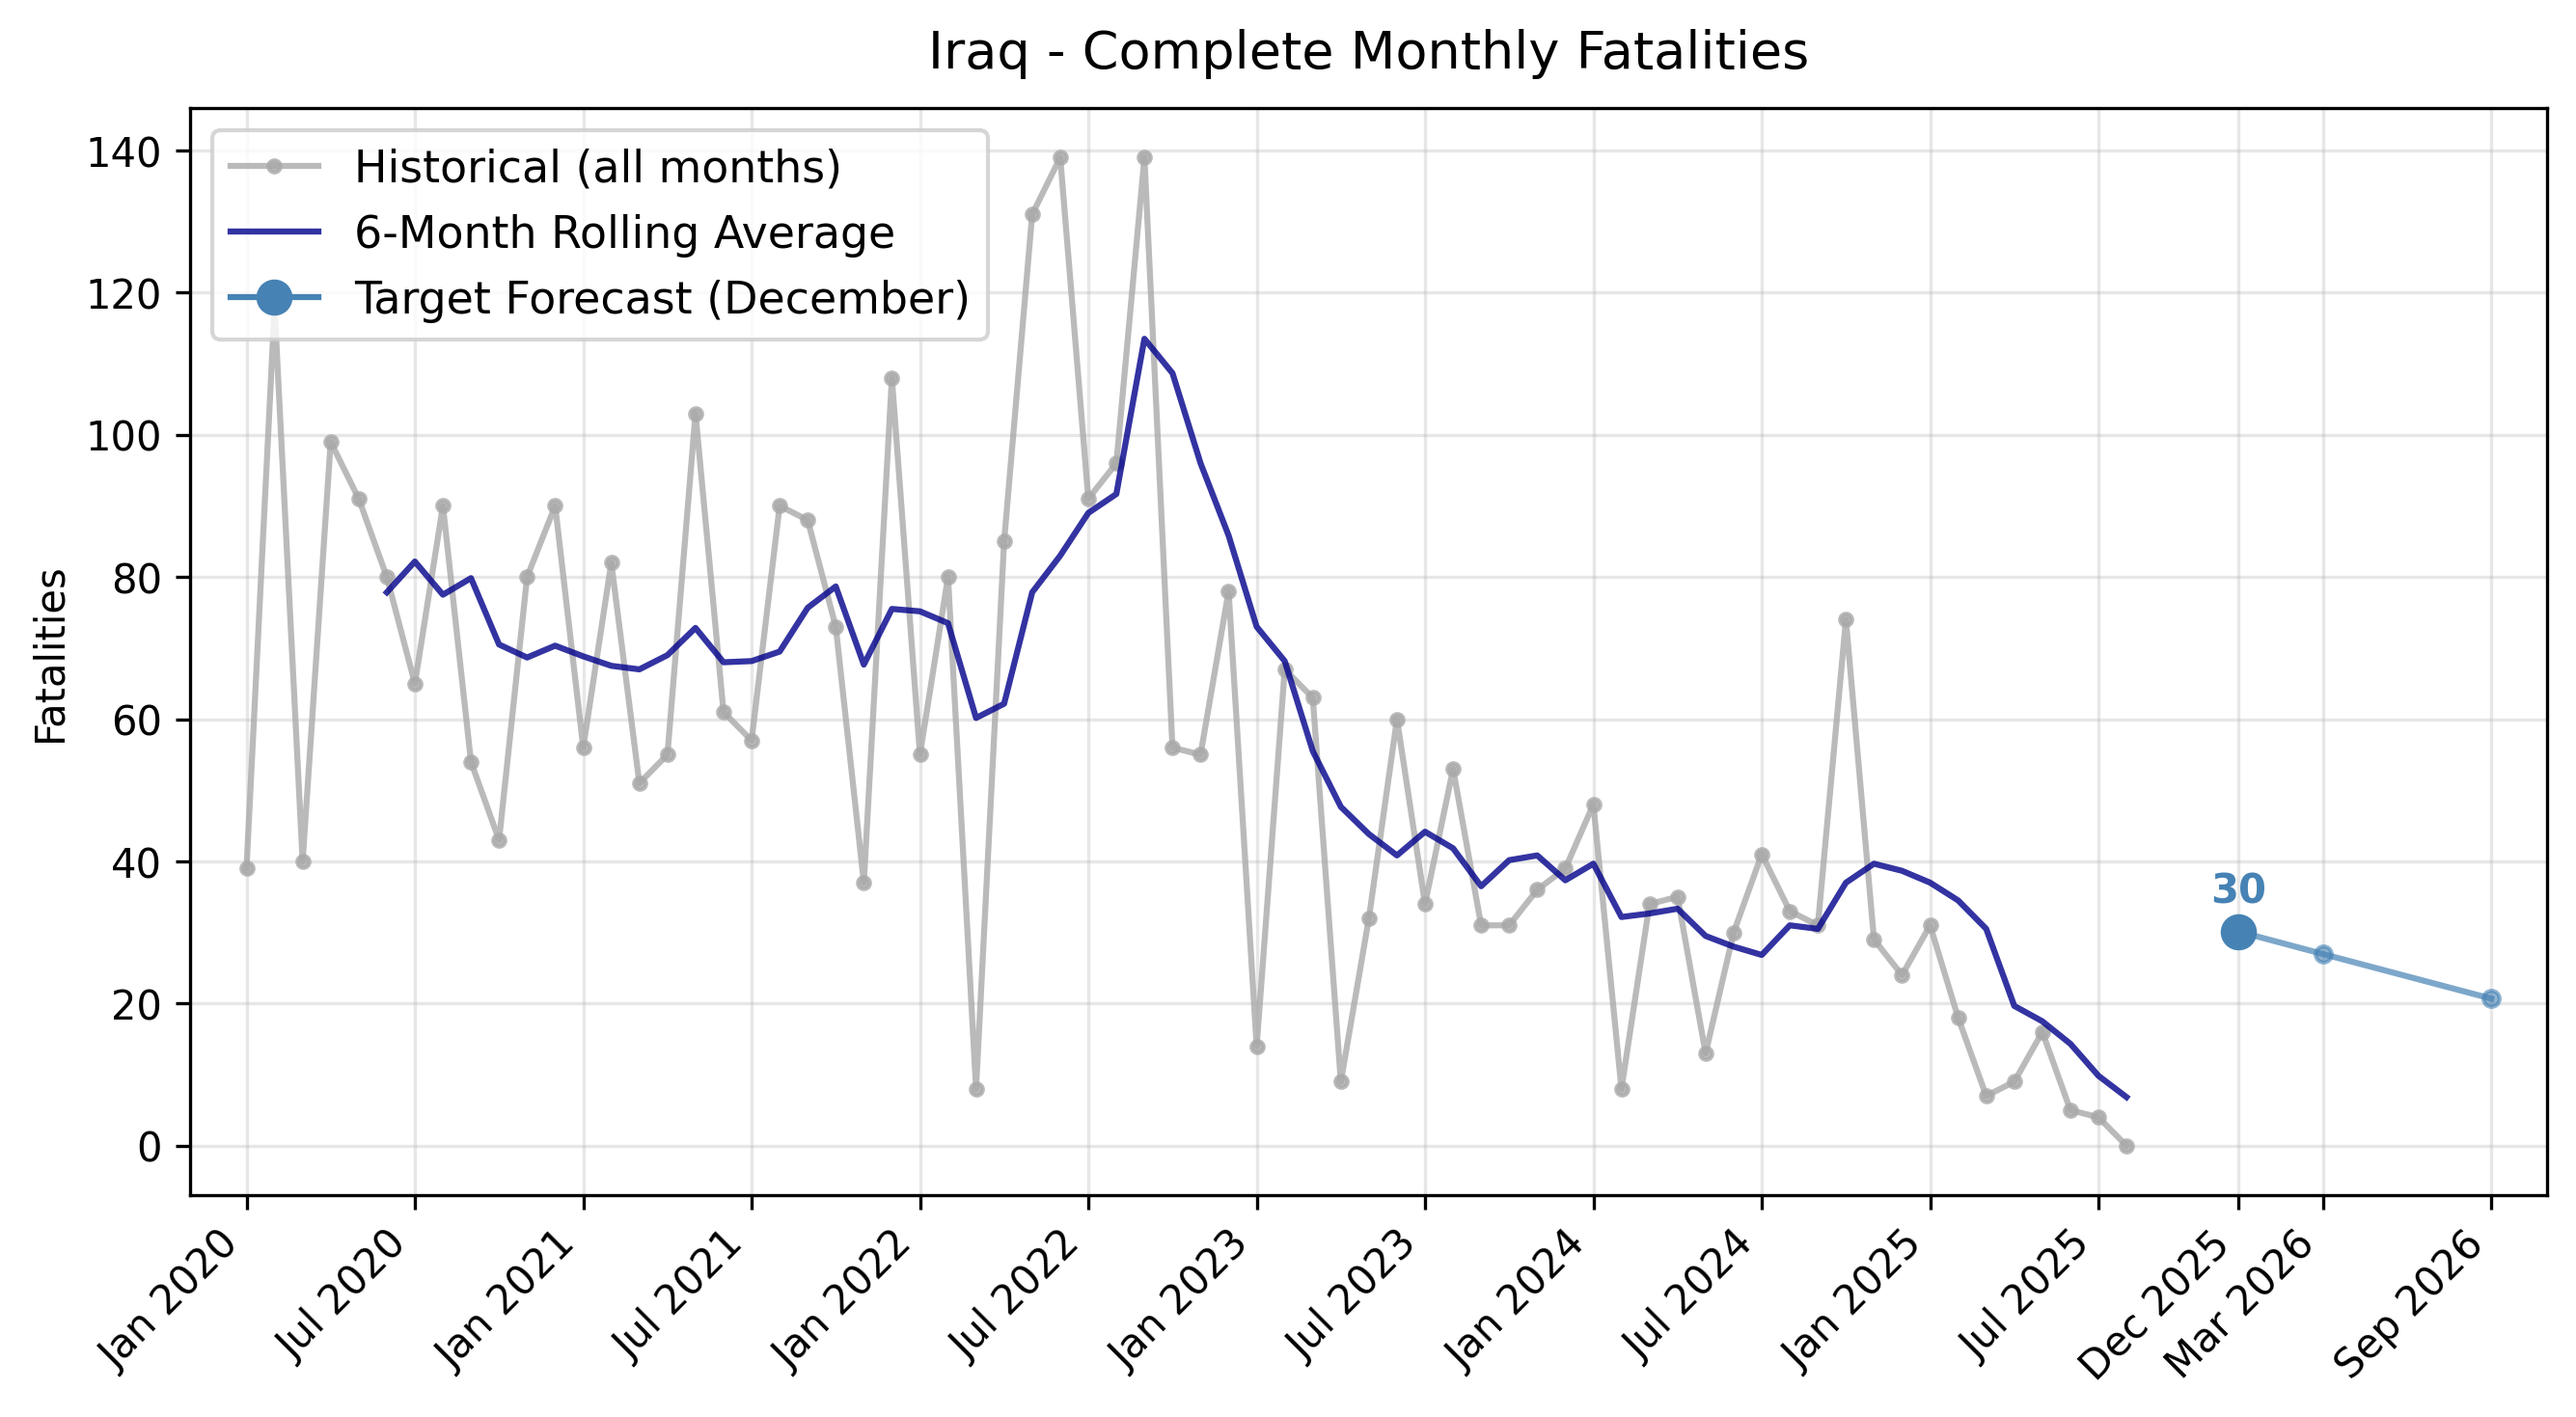 Iraq - Complete Monthly Fatalities
Historical (all months)
6-Month Rolling Average
Target Forecast (December)
Fatalities
140
120
100
80
60
40
20
0
30
Jan 2020
Jul 2020
Jan 2021
Jul 2021
Jan 2022
Jul 2022
Jan 2023
Jul 2023
Jan 2024
Jul 2024
Jan 2025
Jul 2025
Dec 2025
Mar 2026
Sep 2026